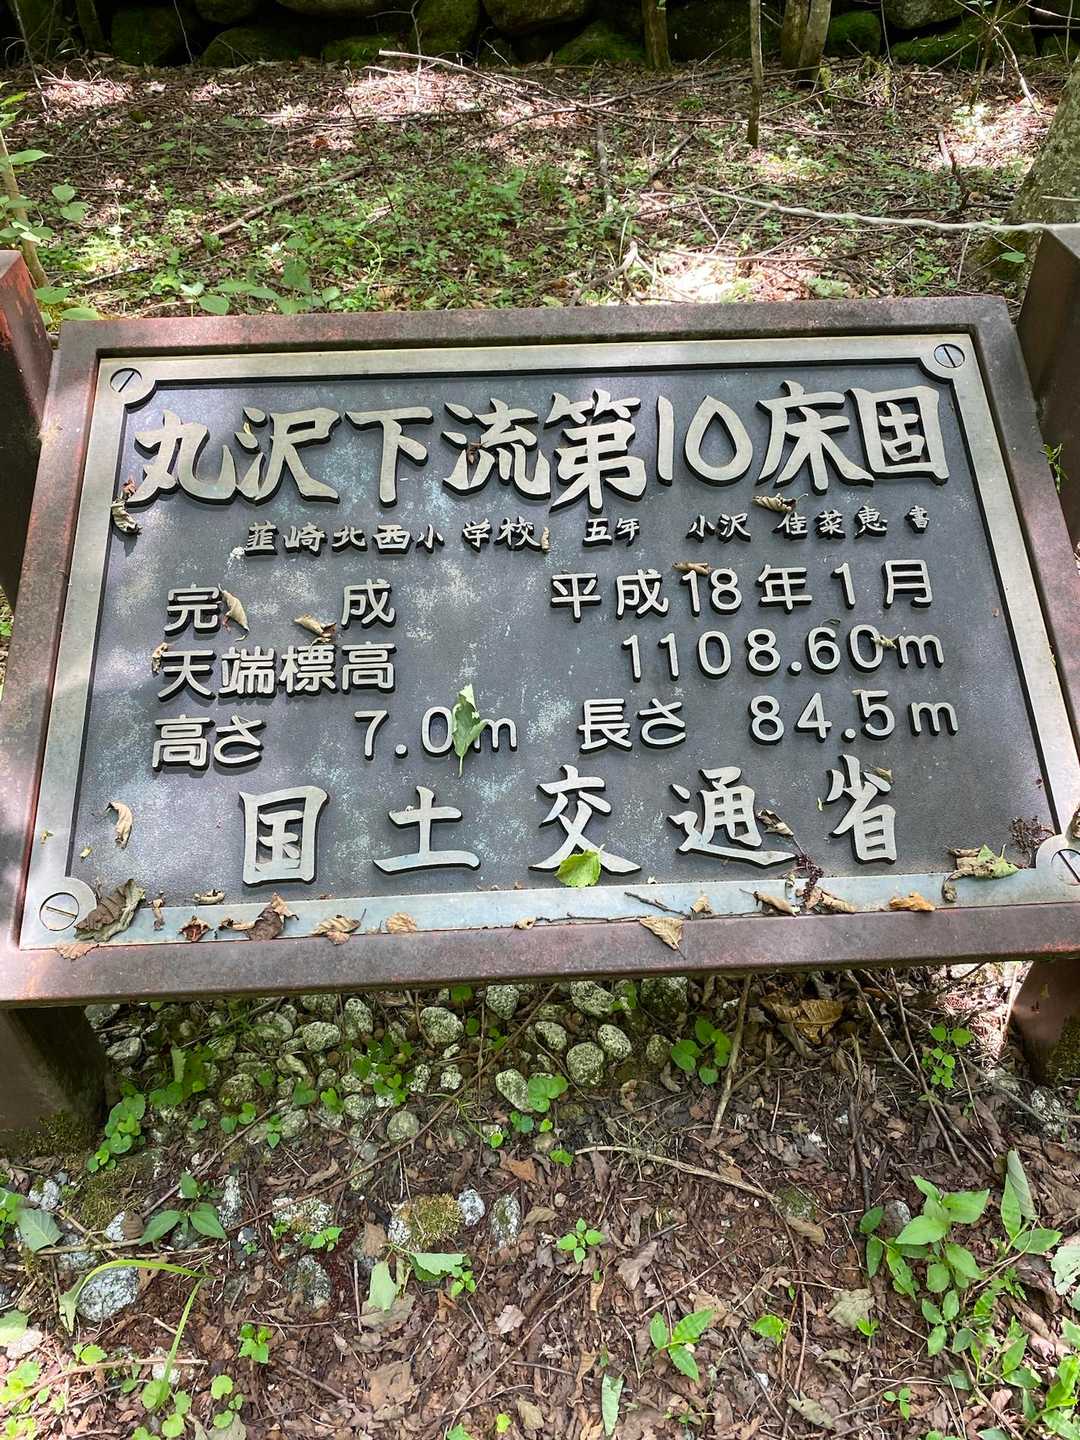 丸沢下流第10床固
韮崎北西小学校 五年 小沢 佳菜恵 書
完 成 平成18年1月
天端標高 1108.60m
高さ 7.0m 長さ 84.5m
国土交通省